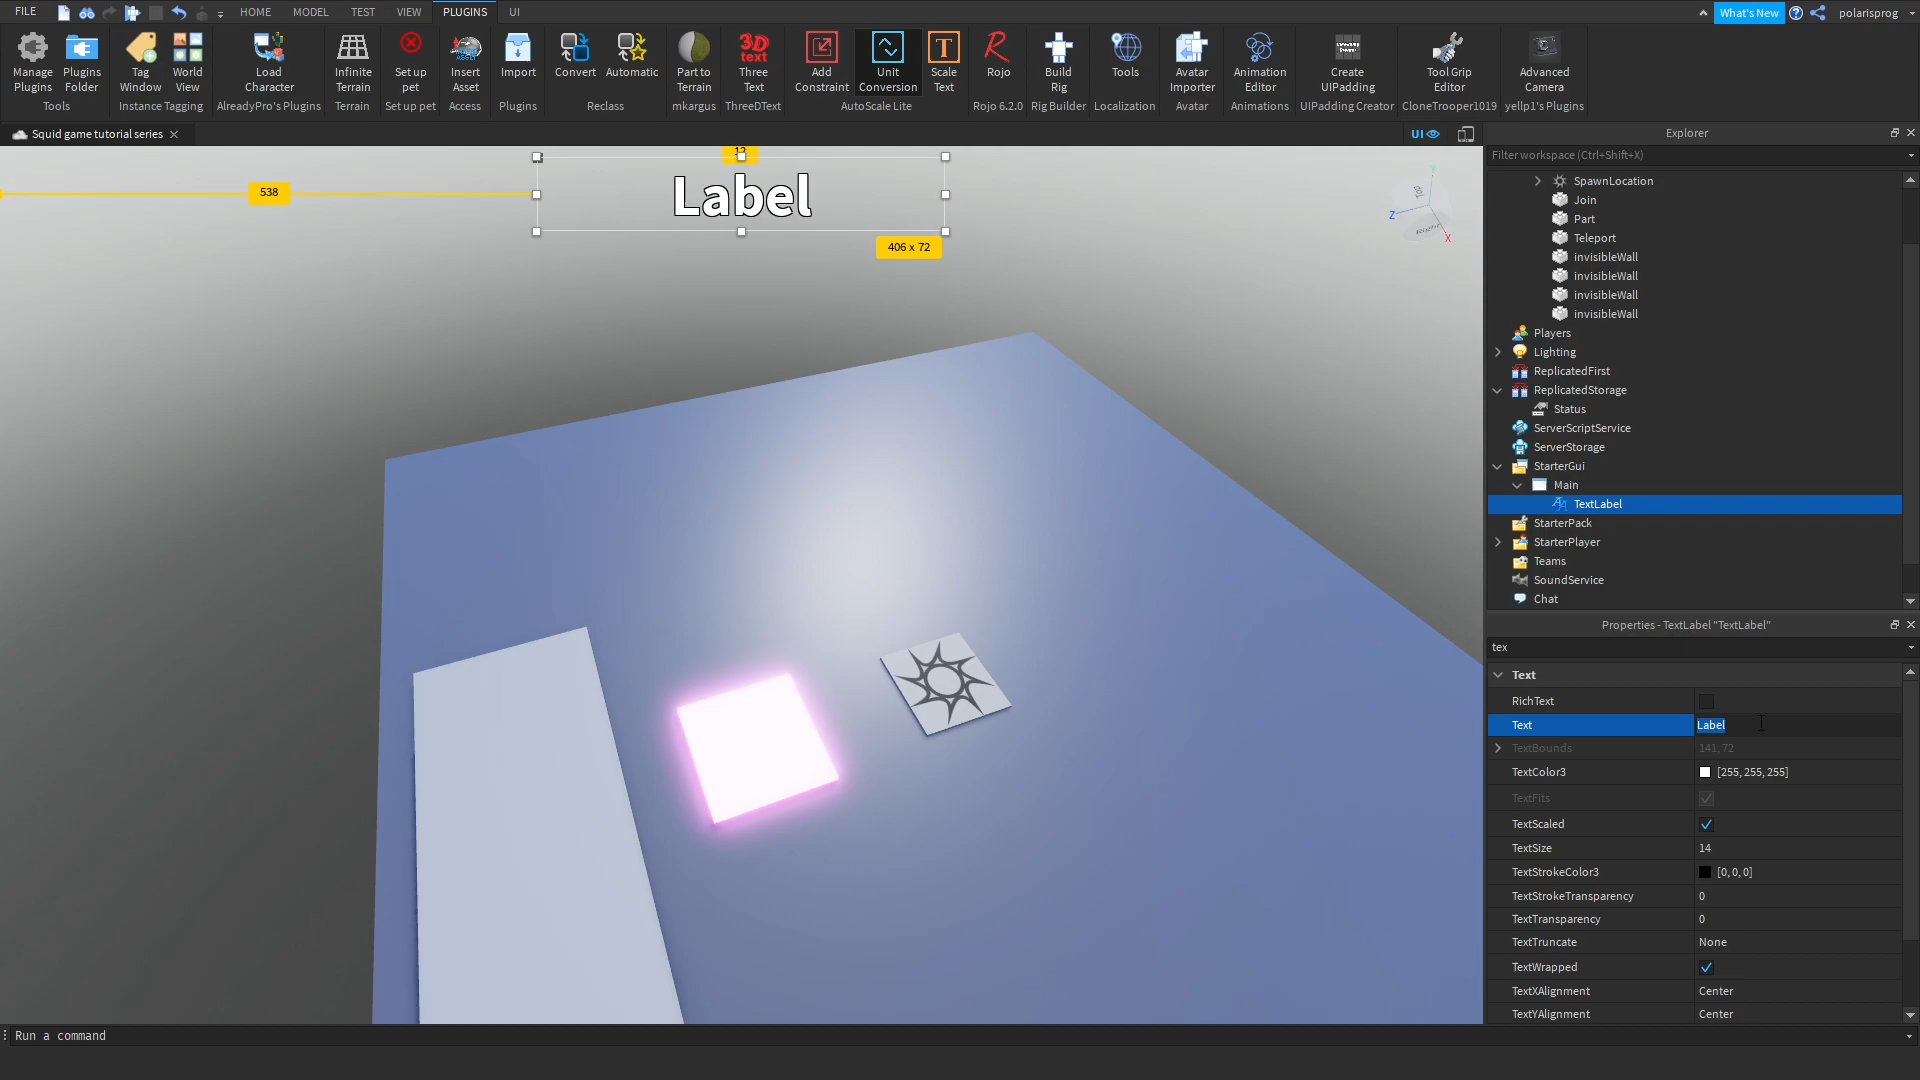 FILE HOME MODEL TEST VIEW PLUGINS UI What's New polarisprog
Manage Plugins
Plugins Folder
Tools
Tag Window
World View
Instance Tagging
Load Character
AlreadyPro's Plugins
Infinite Terrain
Terrain
Set up pet
Set up pet
Insert Asset
Access
Import
Plugins
Convert
Automatic
Reclass
Part to Terrain
mkargus
3D text
Three Text
ThreeDText
Add Constraint
Unit Conversion
Scale Text
AutoScale Lite
Rojo
Rojo 6.2.0
Build Rig
Rig Builder
Tools
Localization
Avatar Importer
Avatar
Animation Editor
Animations
Create UIPadding
UIPadding Creator
Tool Grip Editor
CloneTrooper1019
Advanced Camera
yellp1's Plugins
Squid game tutorial series
UI
538
12
Label
406 x 72
Y
Z
X
Explorer
Filter workspace (Ctrl+Shift+X)
SpawnLocation
Join
Part
Teleport
invisibleWall
invisibleWall
invisibleWall
invisibleWall
Players
Lighting
ReplicatedFirst
ReplicatedStorage
Status
ServerScriptService
ServerStorage
StarterGui
Main
TextLabel
StarterPack
StarterPlayer
Teams
SoundService
Chat
Properties - TextLabel "TextLabel"
tex
Text
RichText
Text Label
TextBounds 141, 72
TextColor3 [255, 255, 255]
TextFits
TextScaled
TextSize 14
TextStrokeColor3 [0, 0, 0]
TextStrokeTransparency 0
TextTransparency 0
TextTruncate None
TextWrapped
TextXAlignment Center
TextYAlignment Center
Run a command